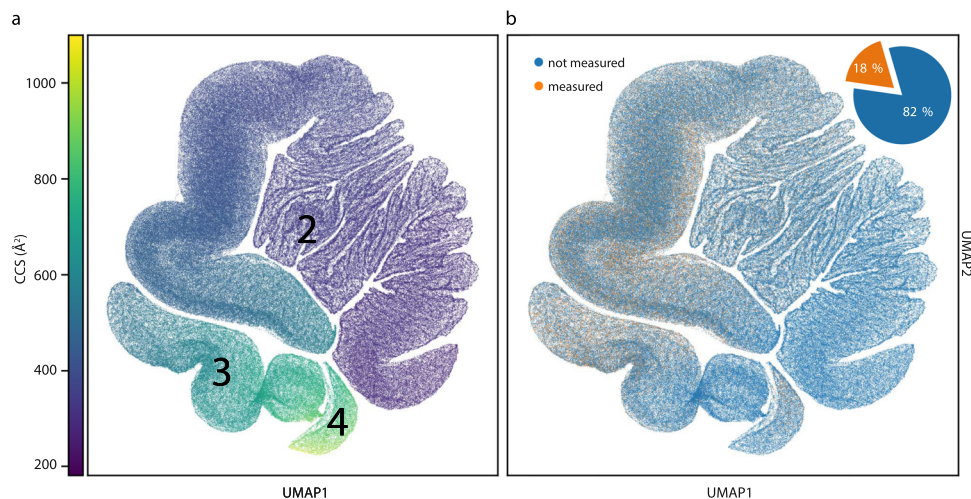 a
CCS (Å²)
1000
800
600
400
200
2
3
4
UMAP1
b
not measured
measured
18 %
82 %
UMAP2
UMAP1